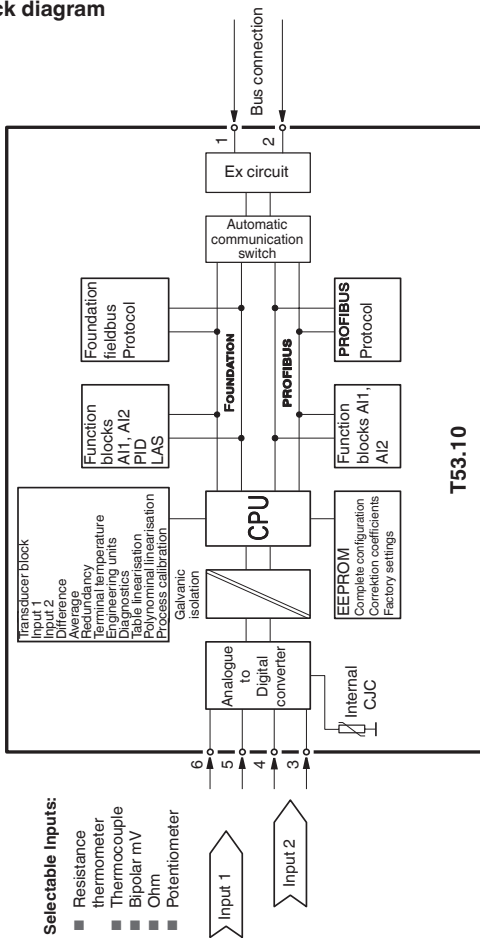 ck diagram
Selectable Inputs:
Resistance
thermometer
Thermocouple
Bipolar mV
Ohm
Potentiometer
Input 1
Input 2
6
5
4
3
Analogue
to
Digital
converter
Internal
CJC
Galvanic
isolation
Transducer block
Input 1
Input 2
Difference
Average
Redundancy
Terminal temperature
Engineering units
Diagnostics
Table linearisation
Polynominal linearisation
Process calibration
CPU
EEPROM
Complete configuration
Correktion coefficients
Factory settings
Function
blocks
AI1, AI2
PID
LAS
Foundation
fieldbus
Protocol
FOUNDATION
PROFIBUS
Function
blocks AI1,
AI2
PROFIBUS
Protocol
Automatic
communication
switch
Ex circuit
1
2
Bus connection
T53.10